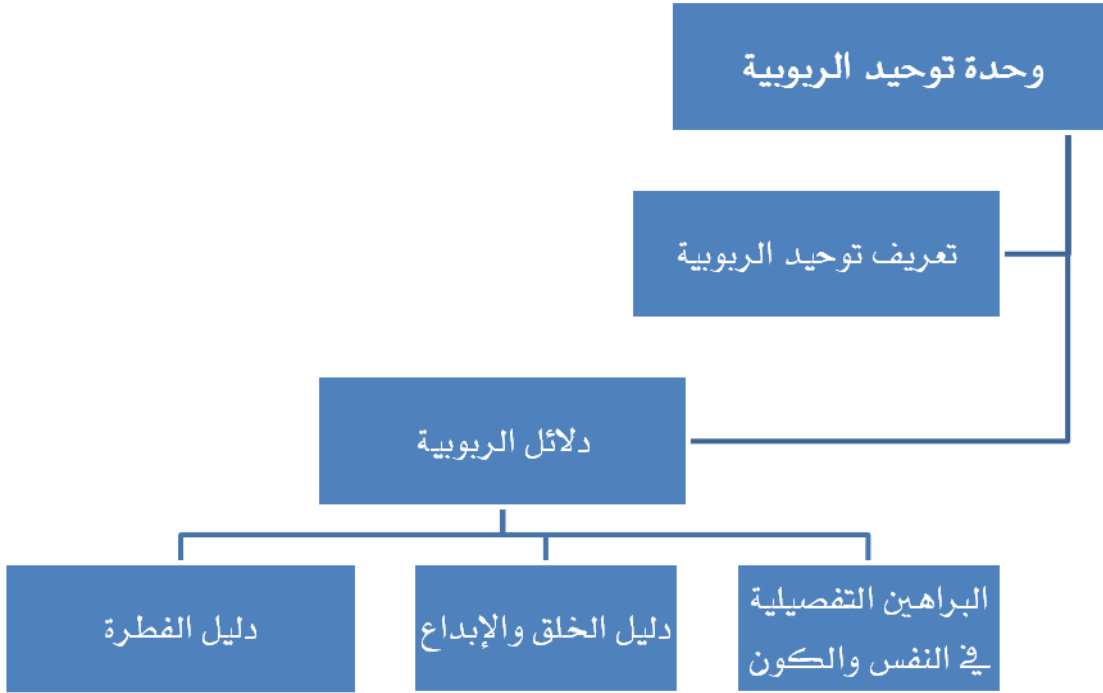 وحدة توحيد الربوبية
تعريف توحيد الربوبية
دلائل الربوبية
البراهين التفصيلية
في النفس والكون
دليل الخلق والإبداع
دليل الفطرة